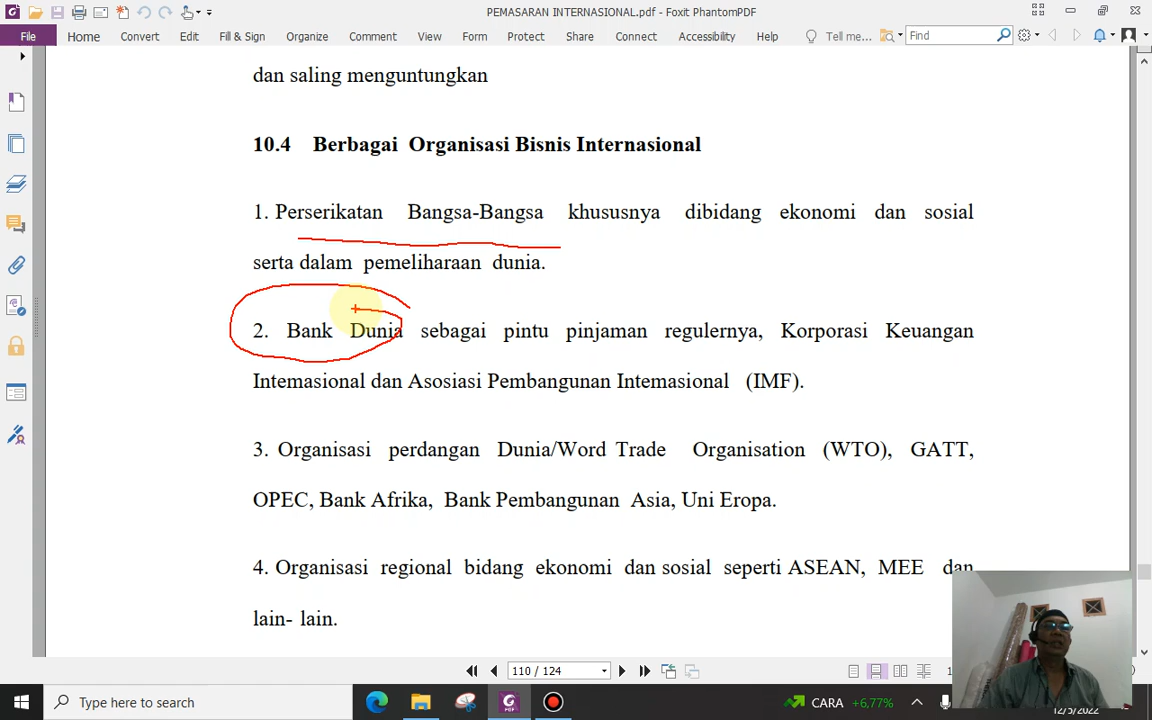 PEMASARAN INTERNASIONAL.pdf - Foxit PhantomPDF
File Home Convert Edit Fill & Sign Organize Comment View Form Protect Share Connect Accessibility Help Tell me... Find
dan saling menguntungkan
10.4 Berbagai Organisasi Bisnis Internasional
1. Perserikatan Bangsa-Bangsa khususnya dibidang ekonomi dan sosial
serta dalam pemeliharaan dunia.
2. Bank Dunia sebagai pintu pinjaman regulernya, Korporasi Keuangan
Intemasional dan Asosiasi Pembangunan Intemasional (IMF).
3. Organisasi perdangan Dunia/Word Trade Organisation (WTO), GATT,
OPEC, Bank Afrika, Bank Pembangunan Asia, Uni Eropa.
4. Organisasi regional bidang ekonomi dan sosial seperti ASEAN, MEE dan
lain- lain.
110 / 124
Type here to search
CARA +6,77%
12/5/2022